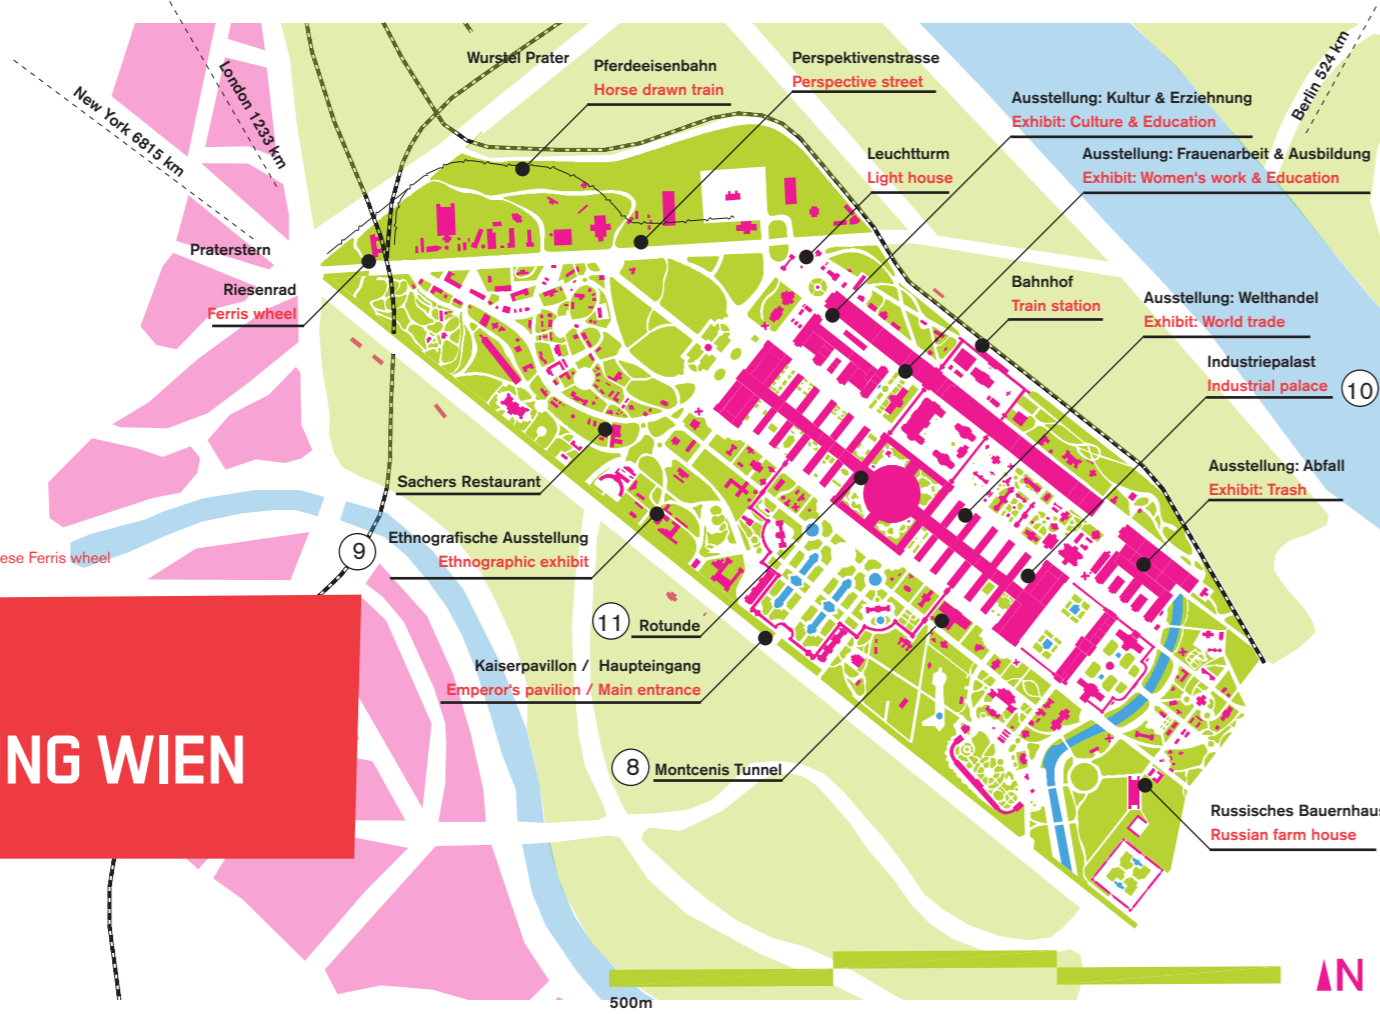 Wurstel Prater
Pferdeeisenbahn
Horse drawn train
Perspektivenstrasse
Perspective street
Ausstellung: Kultur & Erziehnung
Exhibit: Culture & Education
Leuchtturm
Light house
Ausstellung: Frauenarbeit & Ausbildung
Exhibit: Women's work & Education
Berlin 524 km
London 1233 km
New York 6815 km
Praterstern
Riesenrad
Ferris wheel
Bahnhof
Train station
Ausstellung: Welthandel
Exhibit: World trade
Industriepalast
Industrial palace
10
Ausstellung: Abfall
Exhibit: Trash
Sachers Restaurant
Ethnografische Ausstellung
Ethnographic exhibit
9
ese Ferris wheel
11
Rotunde
Kaiserpavillon / Haupteingang
Emperor's pavilion / Main entrance
NG WIEN
8
Montcenis Tunnel
Russisches Bauernhaus
Russian farm house
500m
N